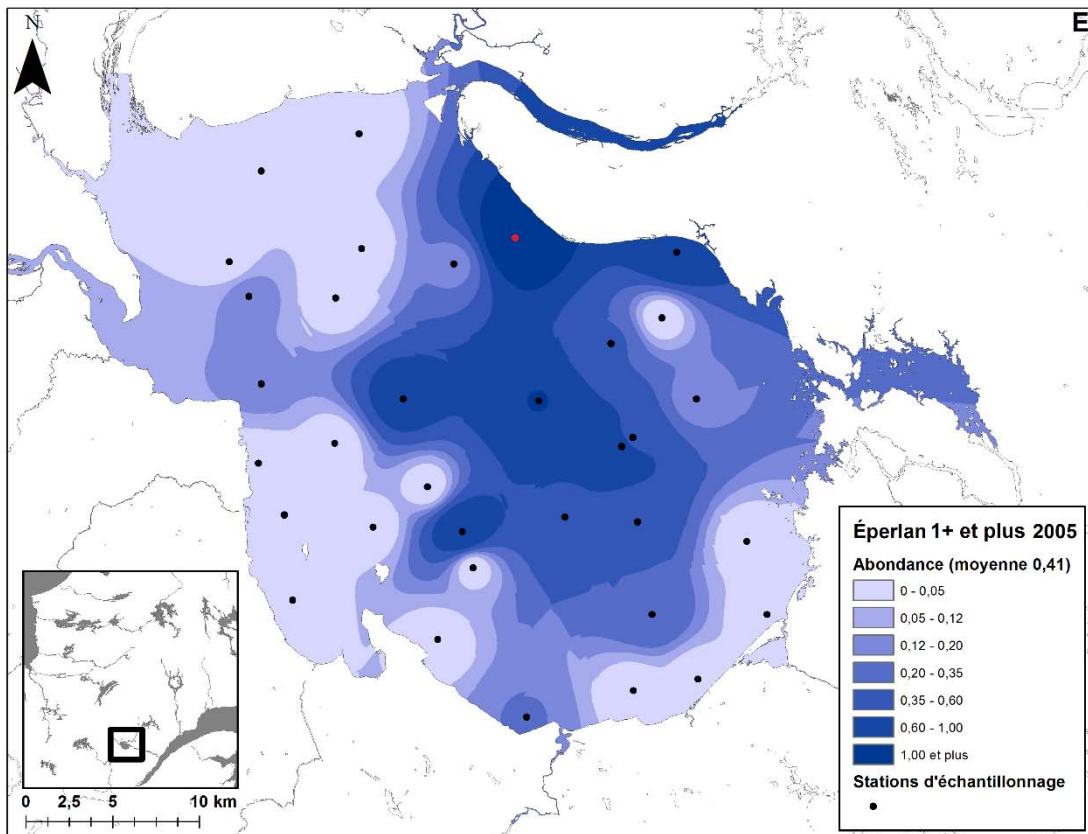 N
E
Éperlan 1+ et plus 2005
Abondance (moyenne 0,41)
0 - 0,05
0,05 - 0,12
0,12 - 0,20
0,20 - 0,35
0,35 - 0,60
0,60 - 1,00
1,00 et plus
Stations d'échantillonnage
0 2,5 5 10 km